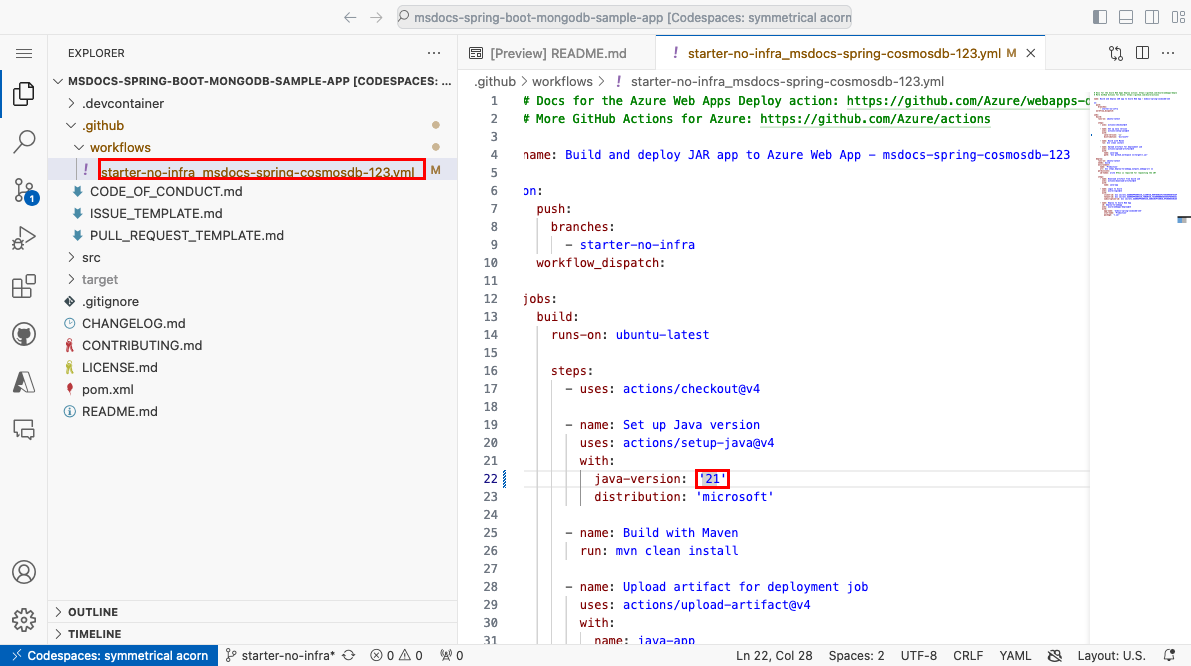 msdocs-spring-boot-mongodb-sample-app [Codespaces: symmetrical acorn
EXPLORER
MSDOCS-SPRING-BOOT-MONGODB-SAMPLE-APP [CODESPACES: ...
.devcontainer
.github
workflows
! starter-no-infra_msdocs-spring-cosmosdb-123.yml M
CODE_OF_CONDUCT.md
ISSUE_TEMPLATE.md
PULL_REQUEST_TEMPLATE.md
src
target
.gitignore
CHANGELOG.md
CONTRIBUTING.md
LICENSE.md
pom.xml
README.md
OUTLINE
TIMELINE
1
[Preview] README.md
! starter-no-infra_msdocs-spring-cosmosdb-123.yml M
.github > workflows > ! starter-no-infra_msdocs-spring-cosmosdb-123.yml
1 # Docs for the Azure Web Apps Deploy action: https://github.com/Azure/webapps-d
2 # More GitHub Actions for Azure: https://github.com/Azure/actions
3
4 name: Build and deploy JAR app to Azure Web App - msdocs-spring-cosmosdb-123
5
6 on:
7 push:
8 branches:
9 - starter-no-infra
10 workflow_dispatch:
11
12 jobs:
13 build:
14 runs-on: ubuntu-latest
15
16 steps:
17 - uses: actions/checkout@v4
18
19 - name: Set up Java version
20 uses: actions/setup-java@v4
21 with:
22 java-version: '21'
23 distribution: 'microsoft'
24
25 - name: Build with Maven
26 run: mvn clean install
27
28 - name: Upload artifact for deployment job
29 uses: actions/upload-artifact@v4
30 with:
31 name: java-app
Codespaces: symmetrical acorn starter-no-infra* 0 0 0 Ln 22, Col 28 Spaces: 2 UTF-8 CRLF YAML Layout: U.S.